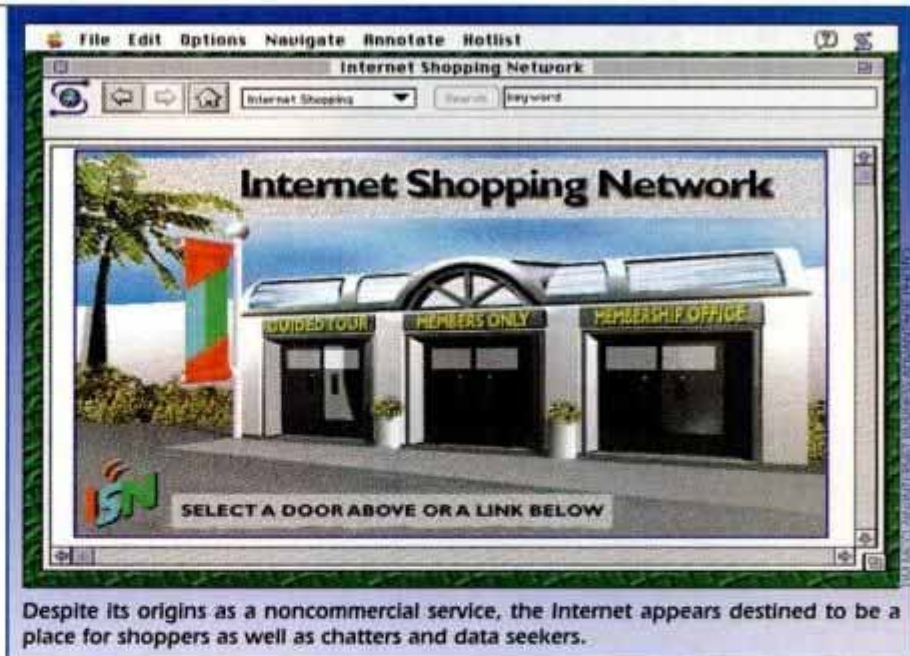 File Edit Options Navigate Annotate Hotlist
Internet Shopping Network
Internet Shopping
Search
keyword
Internet Shopping Network
GUIDED TOUR
MEMBERS ONLY
MEMBERSHIP OFFICE
ISN
SELECT A DOOR ABOVE OR A LINK BELOW
Despite its origins as a noncommercial service, the Internet appears destined to be a
place for shoppers as well as chatters and data seekers.